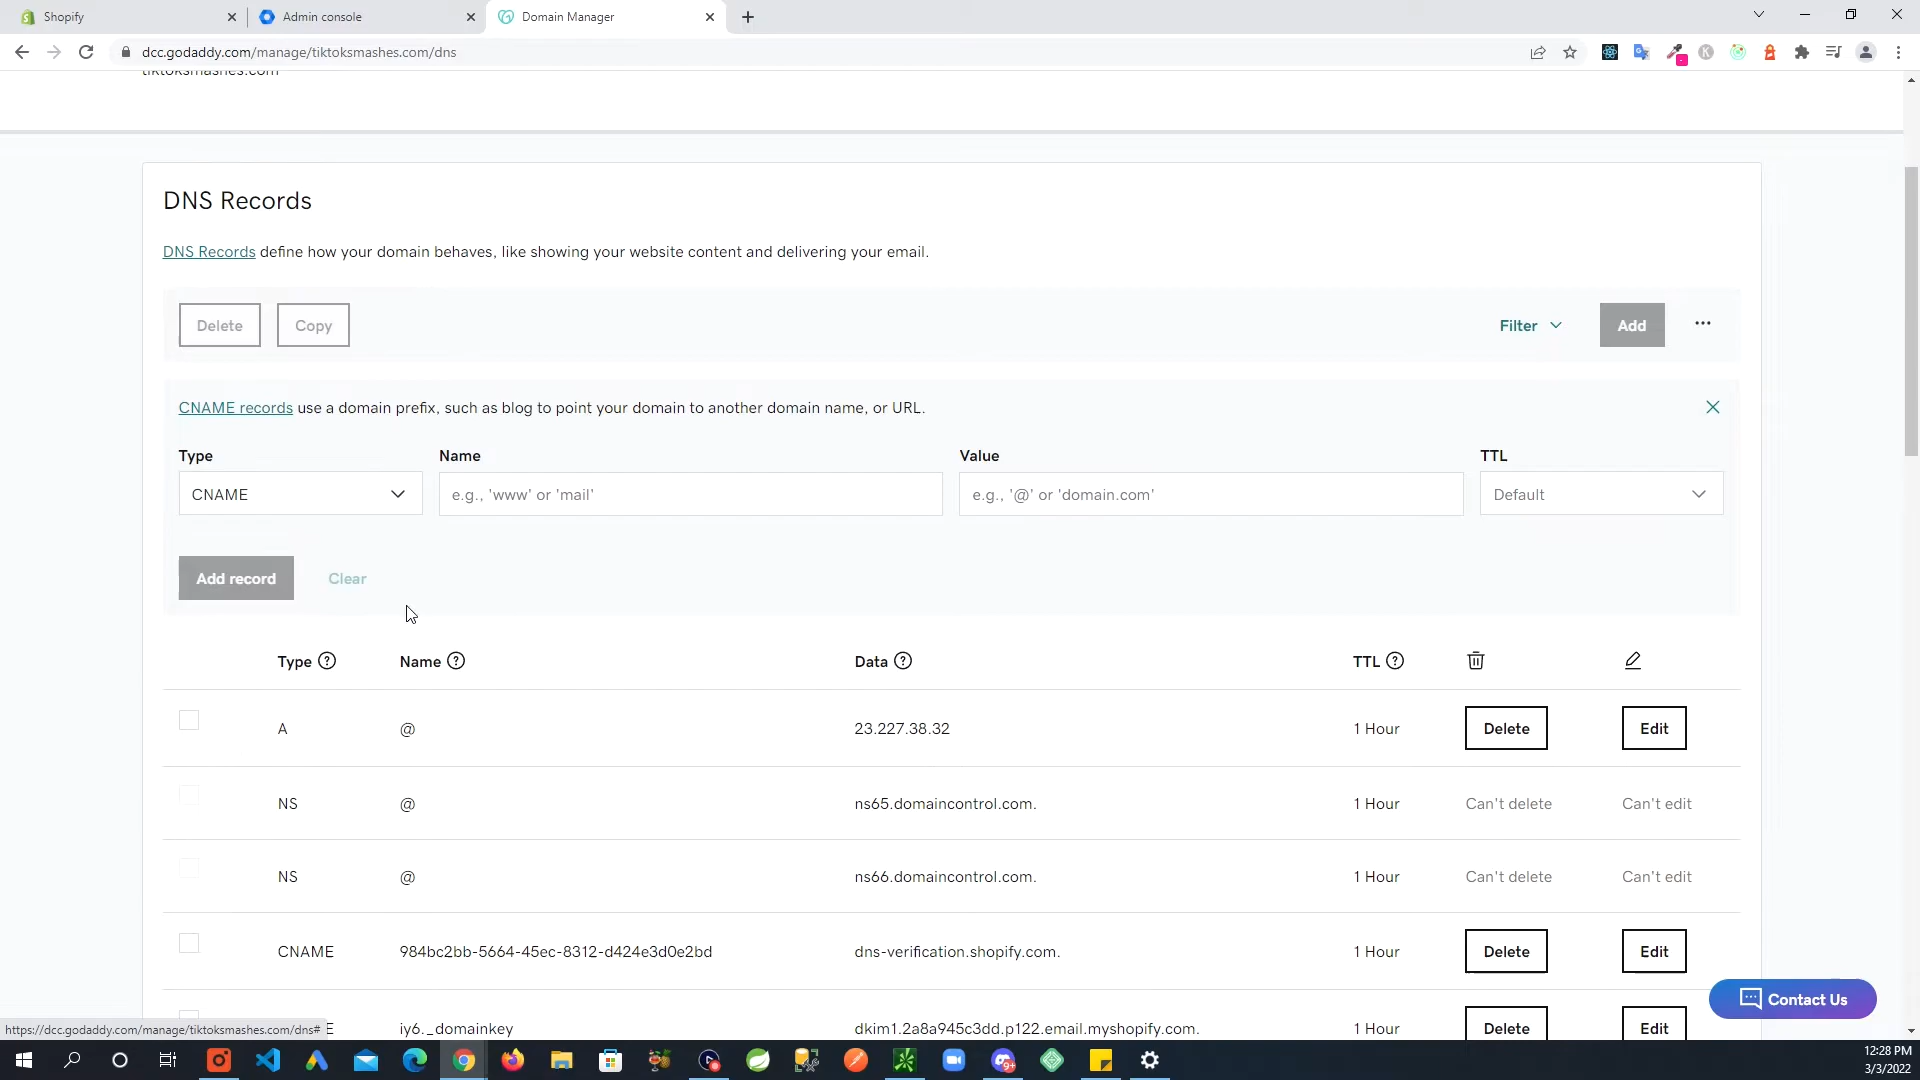 Shopify
Admin console
Domain Manager
dcc.godaddy.com/manage/tiktoksmashes.com/dns
tiktoksmashes.com
DNS Records
DNS Records define how your domain behaves, like showing your website content and delivering your email.
Delete
Copy
Filter
Add
CNAME records use a domain prefix, such as blog to point your domain to another domain name, or URL.
Type
Name
Value
TTL
CNAME
e.g., 'www' or 'mail'
e.g., '@' or 'domain.com'
Default
Add record
Clear
Type
Name
Data
TTL
A @ 23.227.38.32 1 Hour Delete Edit
NS @ ns65.domaincontrol.com. 1 Hour Can't delete Can't edit
NS @ ns66.domaincontrol.com. 1 Hour Can't delete Can't edit
CNAME 984bc2bb-5664-45ec-8312-d424e3d0e2bd dns-verification.shopify.com. 1 Hour Delete Edit
Contact Us
https://dcc.godaddy.com/manage/tiktoksmashes.com/dns#
E iy6._domainkey dkim1.2a8a945c3dd.p122.email.myshopify.com. 1 Hour Delete Edit
12:28 PM
3/3/2022